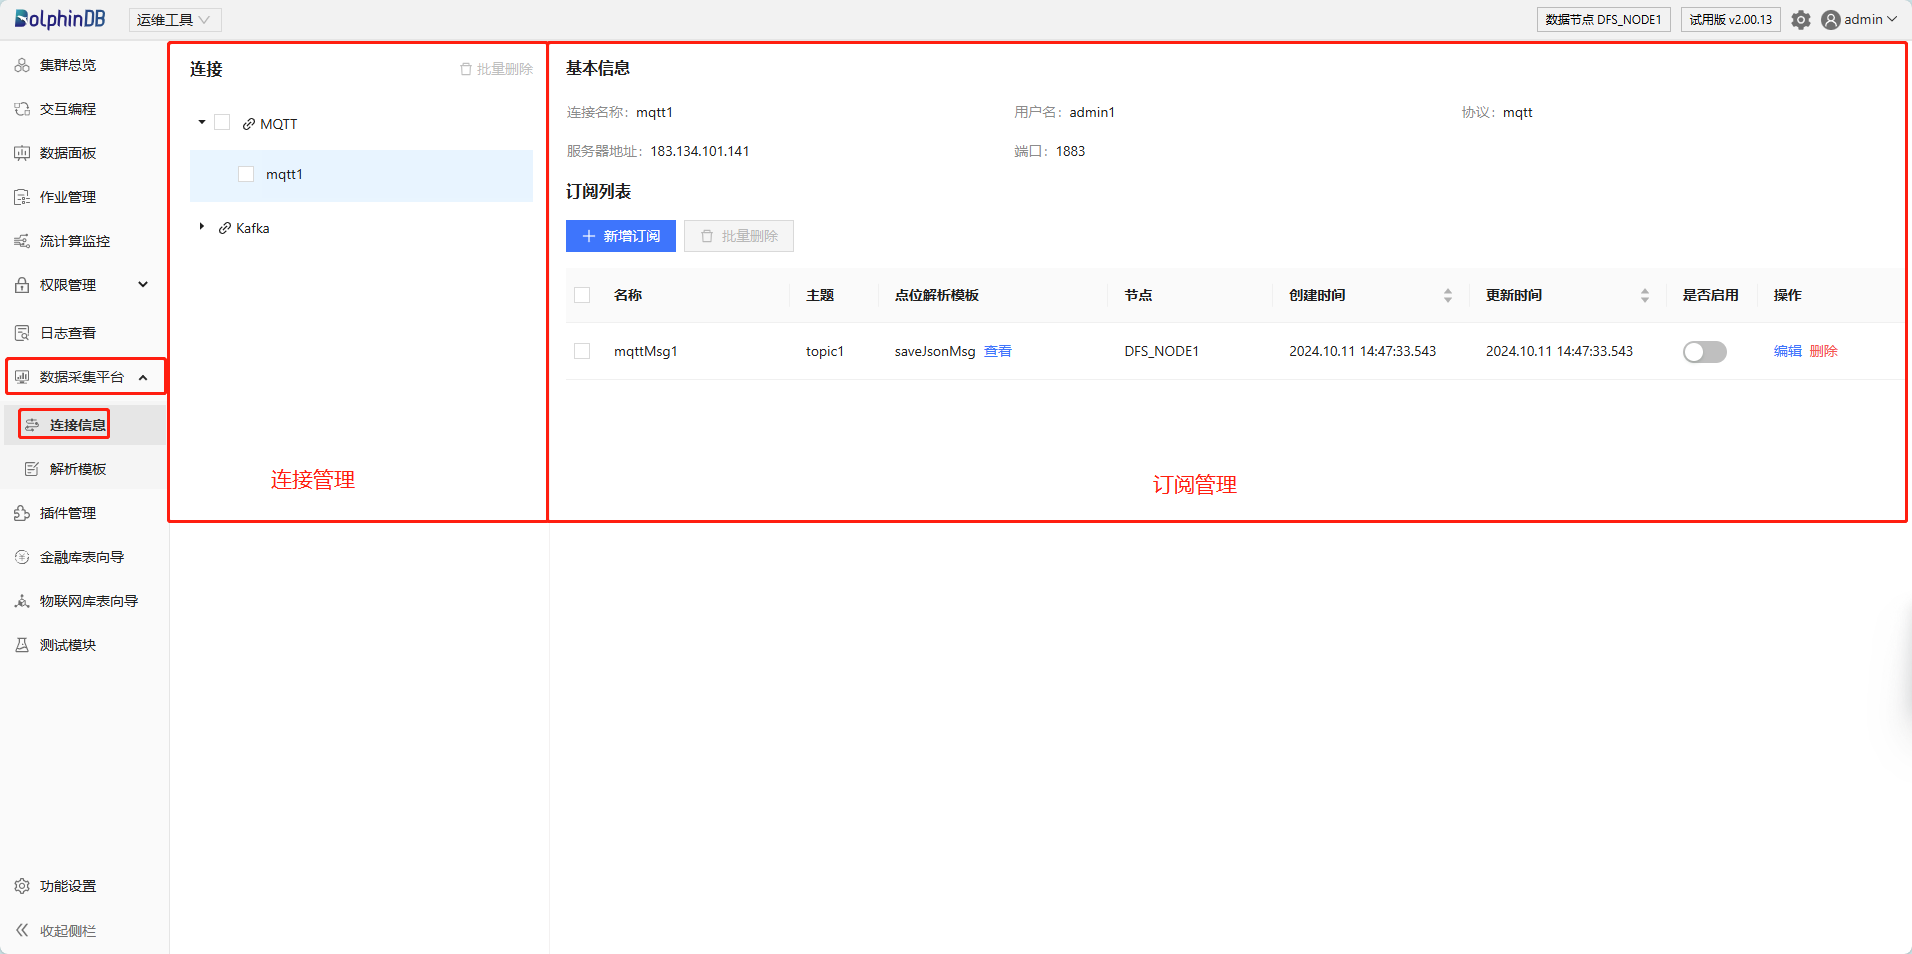 DolphinDB
运维工具
数据节点 DFS_NODE1
试用版 v2.00.13
admin
集群总览
交互编程
数据面板
作业管理
流计算监控
权限管理
日志查看
数据采集平台
连接信息
解析模板
插件管理
金融库表向导
物联网库表向导
测试模块
功能设置
收起侧栏
连接
批量删除
MQTT
mqtt1
Kafka
连接管理
基本信息
连接名称： mqtt1
用户名： admin1
协议： mqtt
服务器地址： 183.134.101.141
端口： 1883
订阅列表
新增订阅
批量删除
名称 主题 点位解析模板 节点 创建时间 更新时间 是否启用 操作
mqttMsg1 topic1 saveJsonMsg 查看 DFS_NODE1 2024.10.11 14:47:33.543 2024.10.11 14:47:33.543 编辑 删除
订阅管理